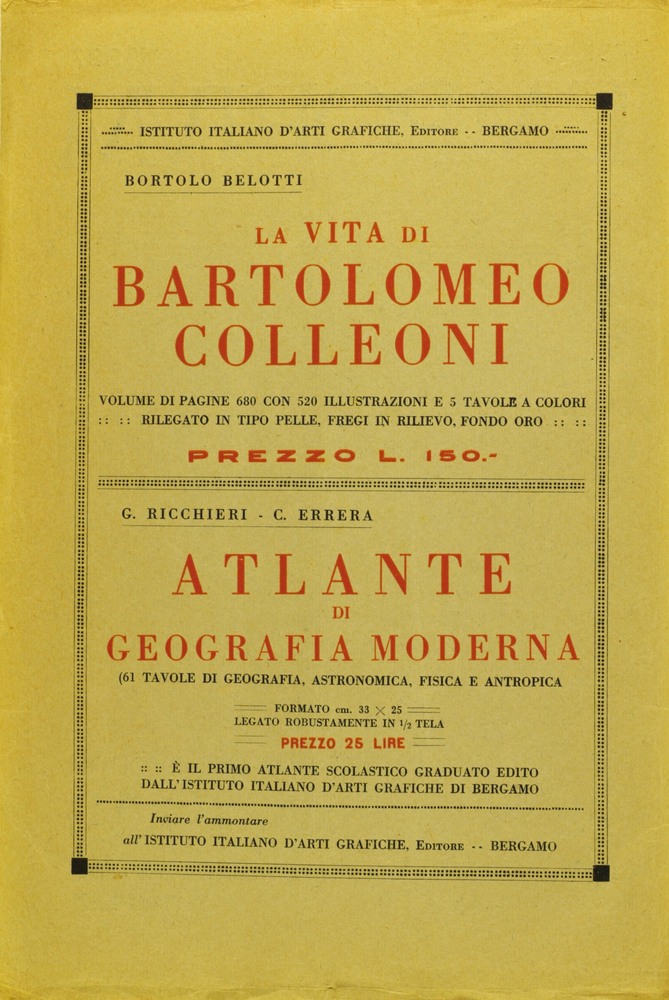 ISTITUTO ITALIANO D'ARTI GRAFICHE, Editore -- BERGAMO
BORTOLO BELOTTI
LA VITA DI
BARTOLOMEO
COLLEONI
VOLUME DI PAGINE 680 CON 520 ILLUSTRAZIONI E 5 TAVOLE A COLORI
:: :: RILEGATO IN TIPO PELLE, FREGI IN RILIEVO, FONDO ORO :: ::
PREZZO L. 150.-
G. RICCHIERI - C. ERRERA
ATLANTE
DI
GEOGRAFIA MODERNA
(61 TAVOLE DI GEOGRAFIA, ASTRONOMICA, FISICA E ANTROPICA
FORMATO cm. 33 × 25
LEGATO ROBUSTAMENTE IN 1/2 TELA
PREZZO 25 LIRE
:: :: È IL PRIMO ATLANTE SCOLASTICO GRADUATO EDITO
DALL'ISTITUTO ITALIANO D'ARTI GRAFICHE DI BERGAMO
Inviare l'ammontare
all' ISTITUTO ITALIANO D'ARTI GRAFICHE, Editore -- BERGAMO